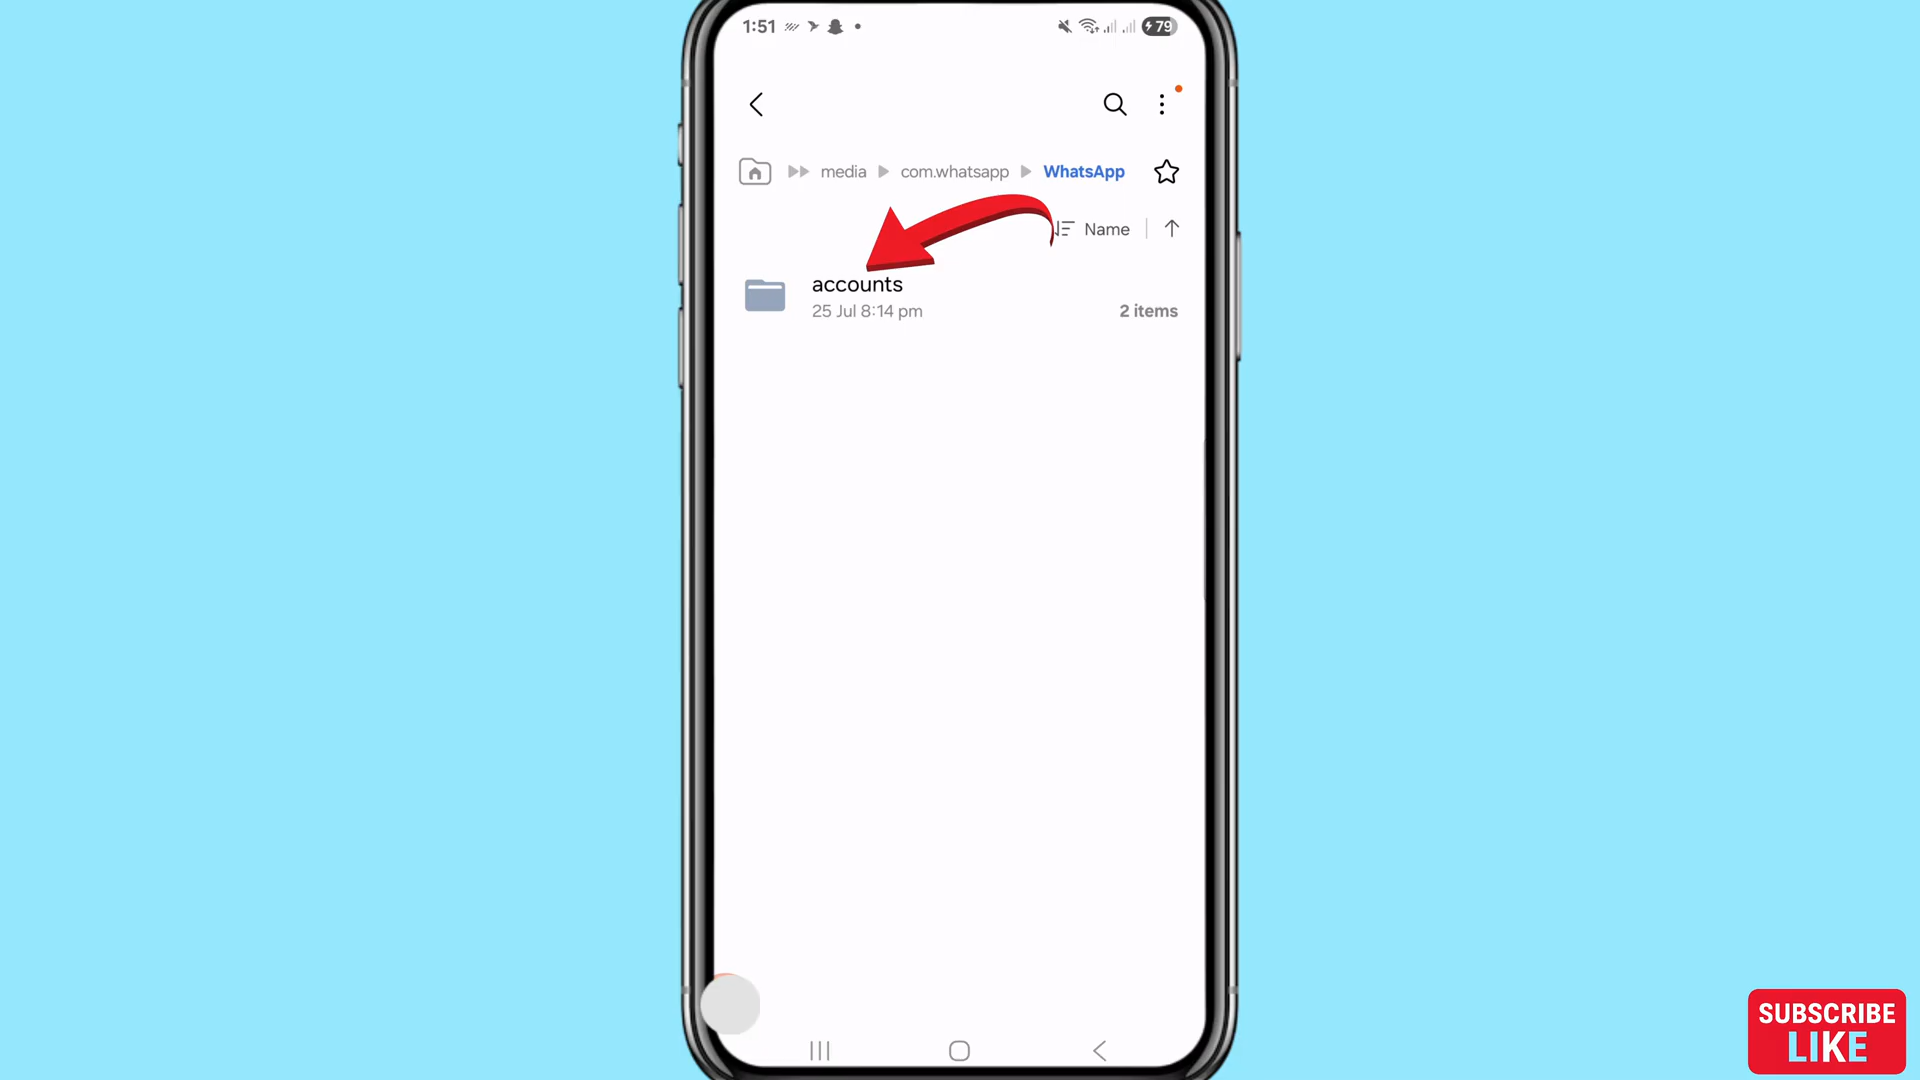 1:51
79
media com.whatsapp WhatsApp
Name
accounts
25 Jul 8:14 pm
2 items
SUBSCRIBE
LIKE